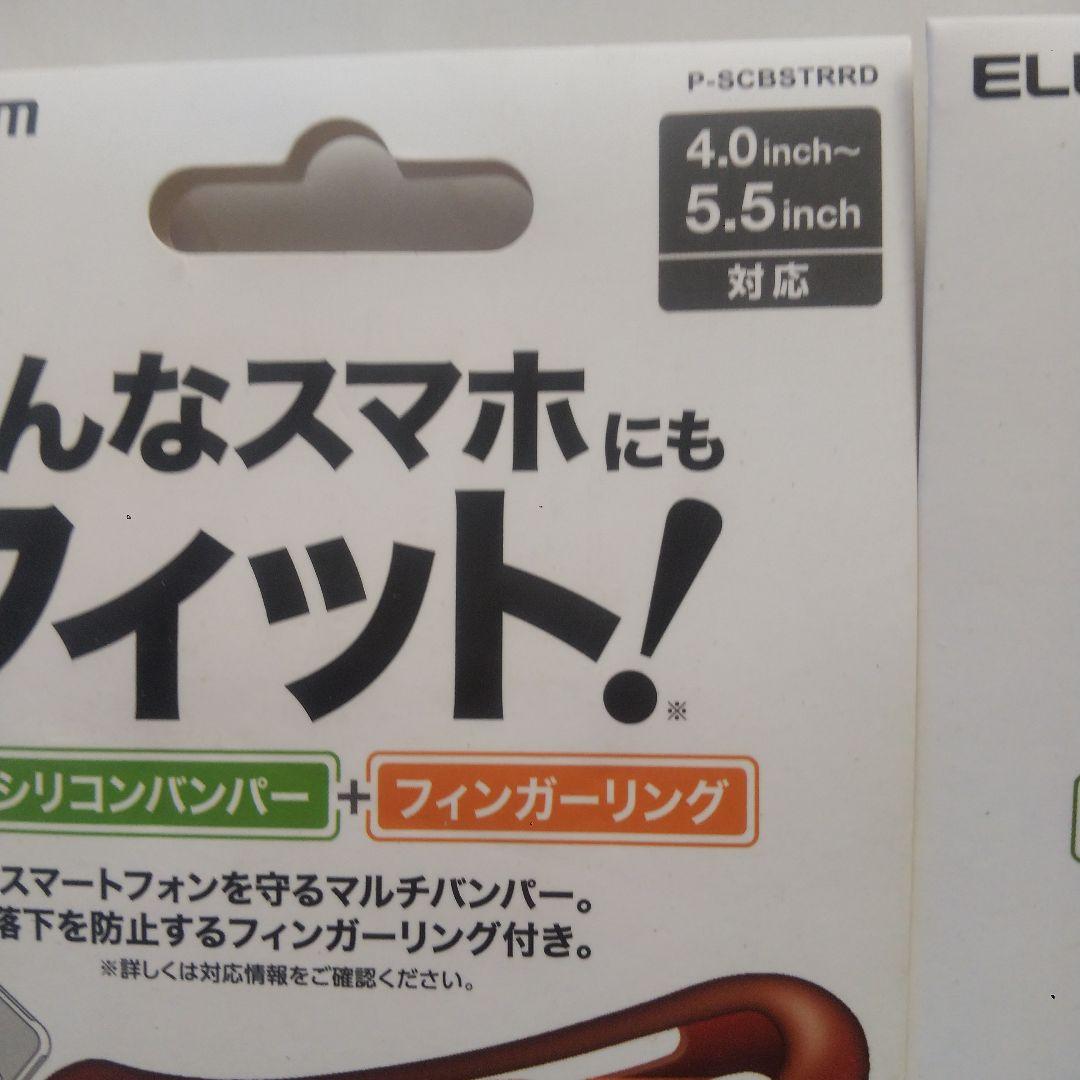 P-SCBSTRRD
4.0inch~
5.5inch
対応
んなスマホにも
フィット!※
シリコンバンパー+フィンガーリング
スマートフォンを守るマルチバンパー。
落下を防止するフィンガーリング付き。
※詳しくは対応情報をご確認ください。